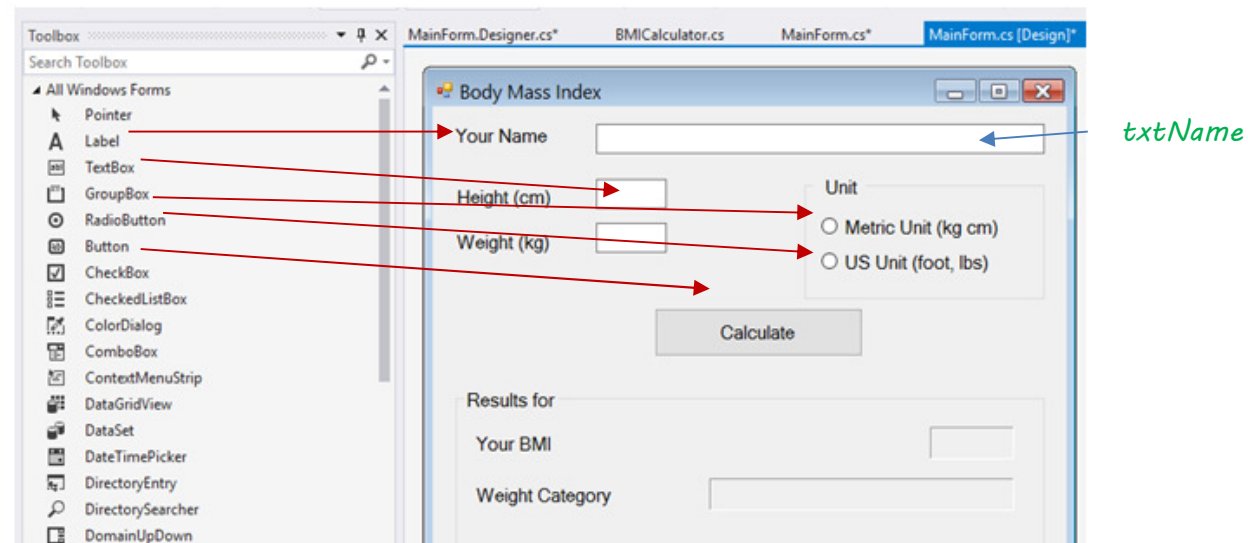 Toolbox
MainForm.Designer.cs*
BMICalculator.cs
MainForm.cs*
MainForm.cs [Design]*
Search Toolbox
All Windows Forms
Pointer
Label
TextBox
GroupBox
RadioButton
Button
CheckBox
CheckedListBox
ColorDialog
ComboBox
ContextMenuStrip
DataGridView
DataSet
DateTimePicker
DirectoryEntry
DirectorySearcher
DomainUpDown
Body Mass Index
Your Name
txtName
Height (cm)
Weight (kg)
Unit
Metric Unit (kg cm)
US Unit (foot, lbs)
Calculate
Results for
Your BMI
Weight Category